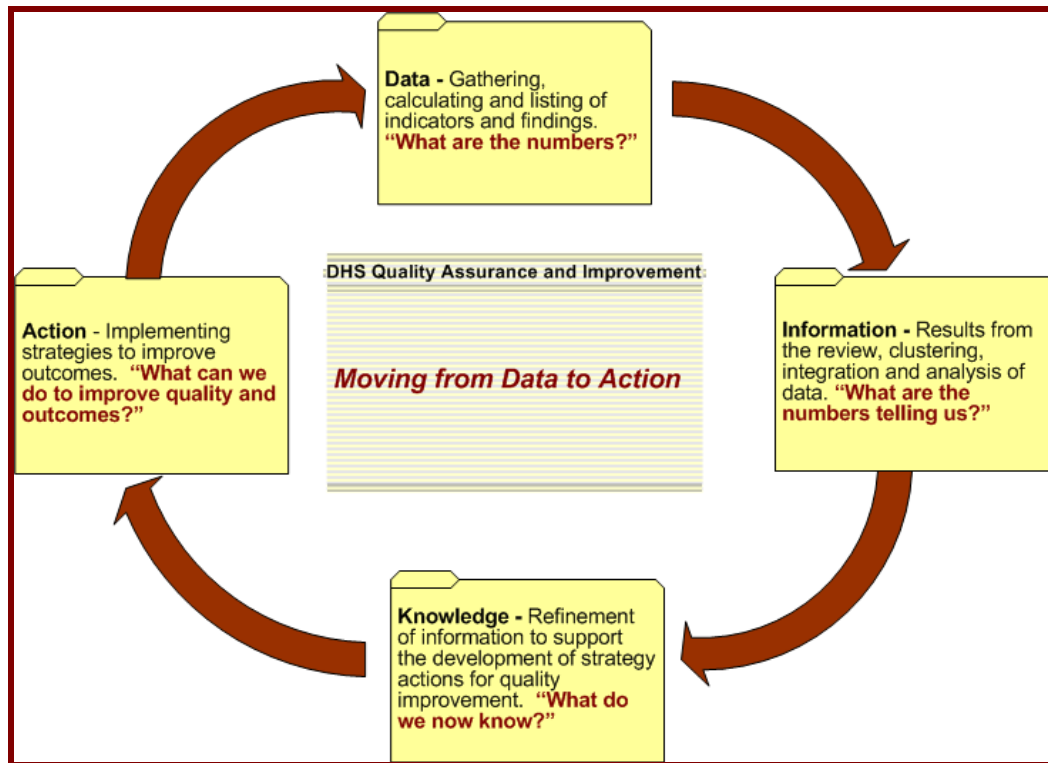 Data - Gathering,
calculating and listing of
indicators and findings.
“What are the numbers?”
DHS Quality Assurance and Improvement
Moving from Data to Action
Action - Implementing
strategies to improve
outcomes. “What can we
do to improve quality and
outcomes?”
Information - Results from
the review, clustering,
integration and analysis of
data. “What are the
numbers telling us?”
Knowledge - Refinement
of information to support
the development of strategy
actions for quality
improvement. “What do
we now know?”